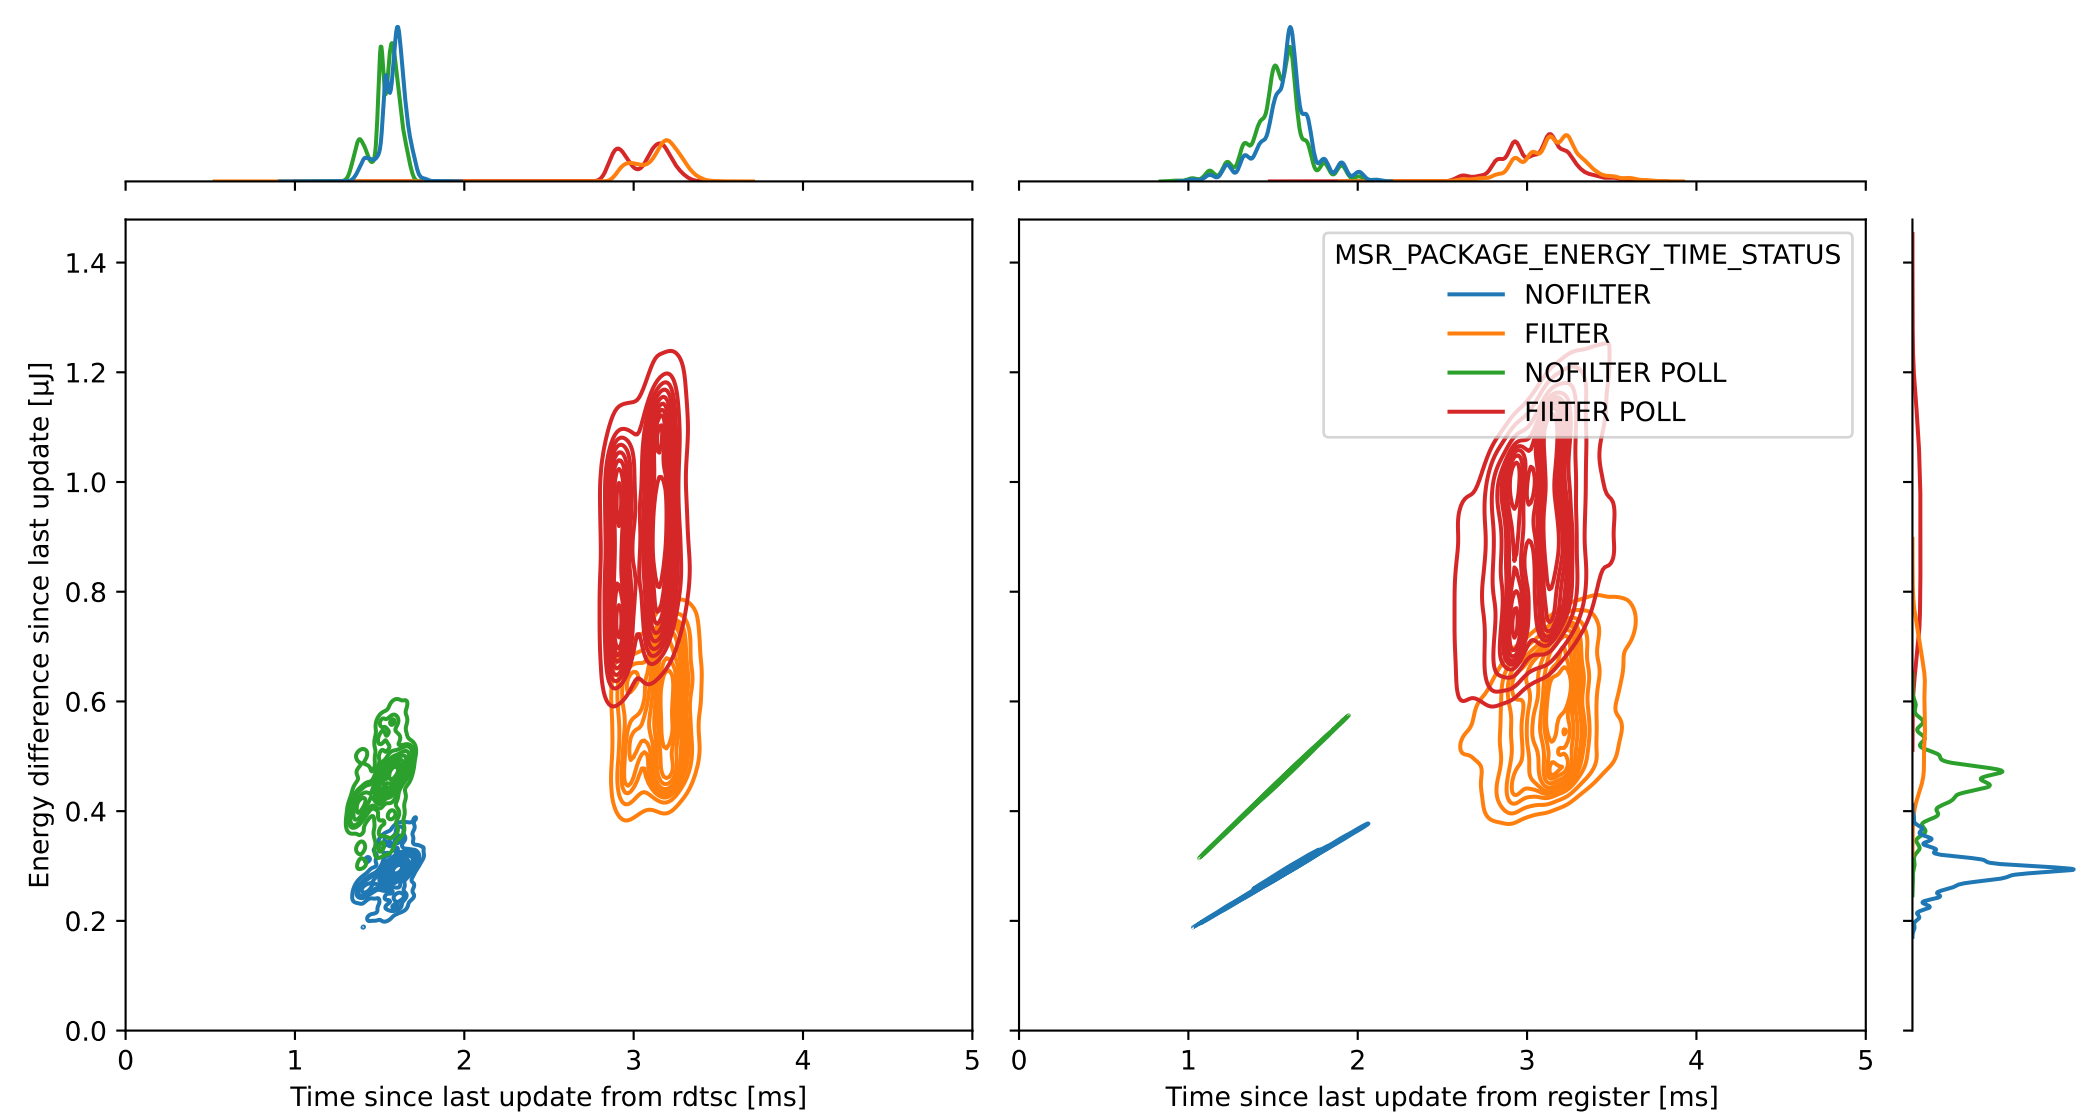 MSR_PACKAGE_ENERGY_TIME_STATUS
NOFILTER
FILTER
NOFILTER POLL
FILTER POLL
Energy difference since last update [µJ]
1.4
1.2
1.0
0.8
0.6
0.4
0.2
0.0
0 1 2 3 4 5
0 1 2 3 4 5
Time since last update from rdtsc [ms]
Time since last update from register [ms]